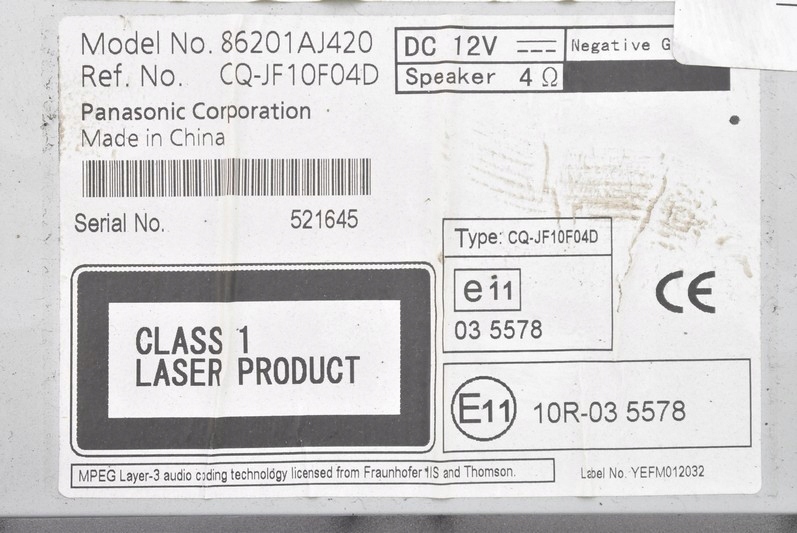 Model No. 86201AJ420
Ref. No. CQ-JF10F04D
DC 12V
Negative
Speaker 4Ω
Panasonic Corporation
Made in China
Serial No. 521645
Type: CQ-JF10F04D
e11
03 5578
CE
CLASS 1
LASER PRODUCT
E11 10R-03 5578
MPEG Layer-3 audio coding technology licensed from Fraunhofer IIS and Thomson.
Label No. YEFM012032